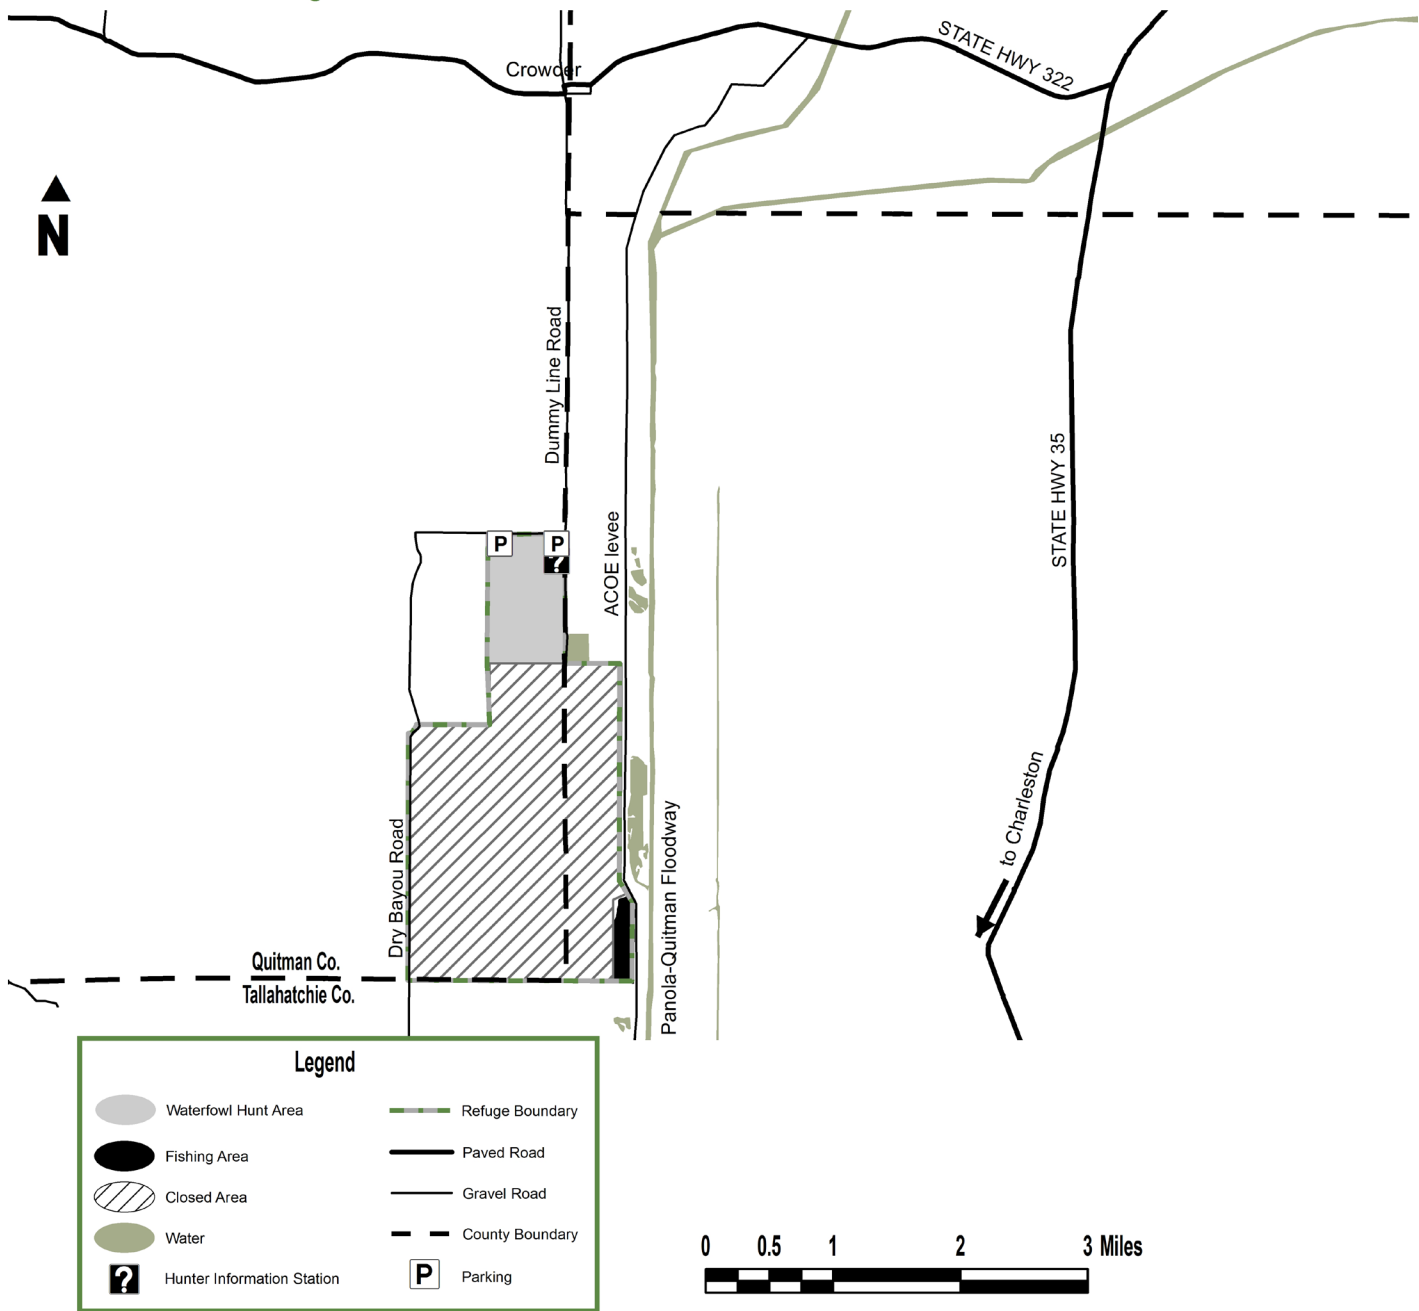 STATE HWY 322
Crowder
N
Dummy Line Road
STATE HWY 35
ACOE levee
P
P
?
to Charleston
Panola-Quitman Floodway
Dry Bayou Road
Quitman Co.
Tallahatchie Co.
Legend
Waterfowl Hunt Area
Refuge Boundary
Fishing Area
Paved Road
Closed Area
Gravel Road
Water
County Boundary
? Hunter Information Station
P Parking
0 0.5 1 2 3 Miles